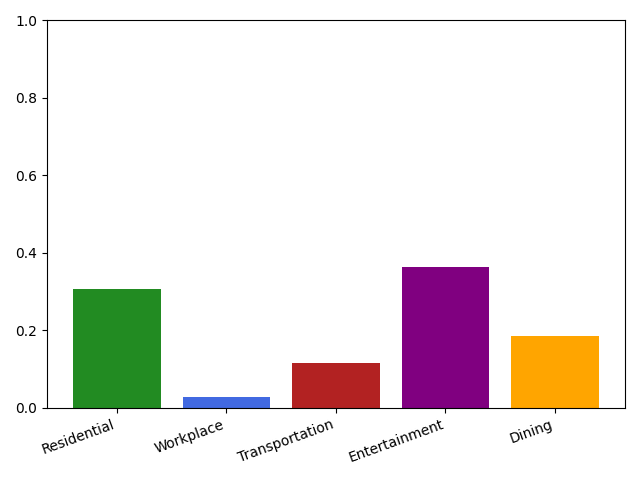 1.0
0.8
0.6
0.4
0.2
0.0
Residential
Workplace
Transportation
Entertainment
Dining